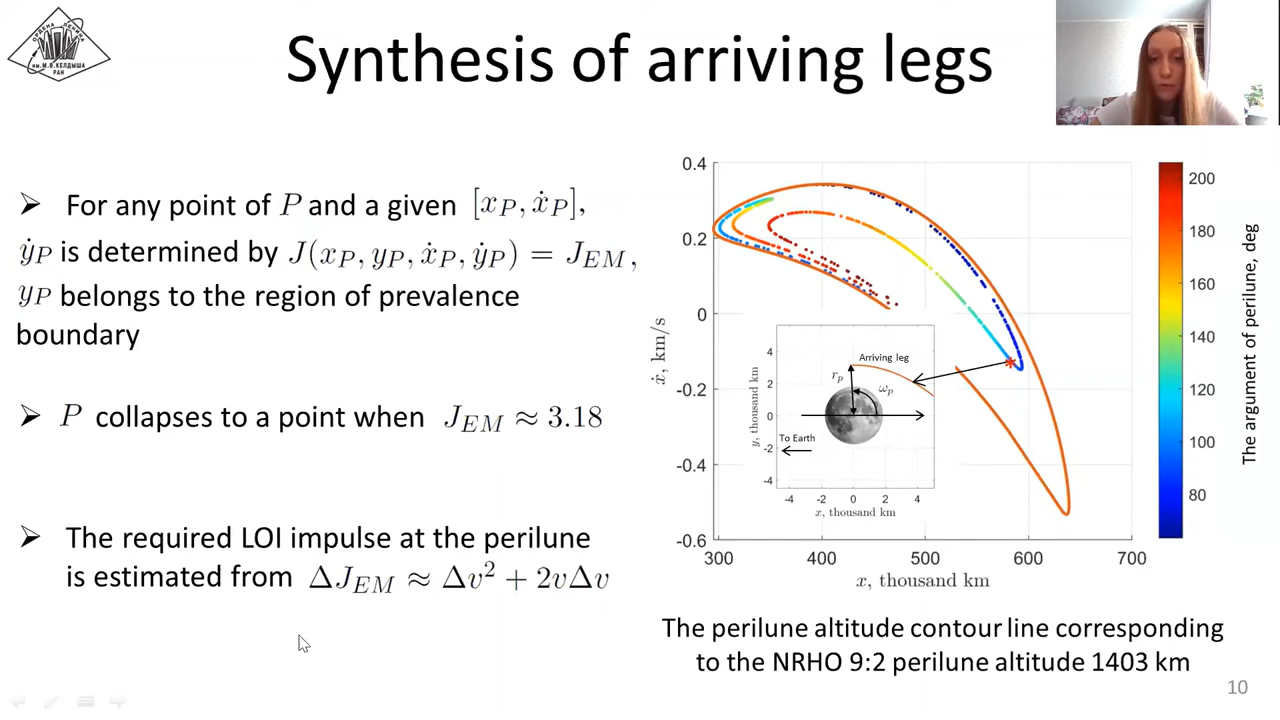 Synthesis of arriving legs
ОРДЕНА ЛЕНИНА
им. М.В. КЕЛДЫША
РАН
➢ For any point of P and a given [x_P, ẋ_P],
ẏ_P is determined by J(x_P, y_P, ẋ_P, ẏ_P) = J_EM,
y_P belongs to the region of prevalence
boundary
➢ P collapses to a point when J_EM ≈ 3.18
➢ The required LOI impulse at the perilune
is estimated from ΔJ_EM ≈ Δv² + 2vΔv
0.4
0.2
0
-0.2
-0.4
-0.6
ẋ, km/s
300 400 500 600 700
x, thousand km
4
2
0
-2
-4
y, thousand km
-4 -2 0 2 4
x, thousand km
Arriving leg
r_p
ω_p
To Earth
200
180
160
140
120
100
80
The argument of perilune, deg
The perilune altitude contour line corresponding
to the NRHO 9:2 perilune altitude 1403 km
10